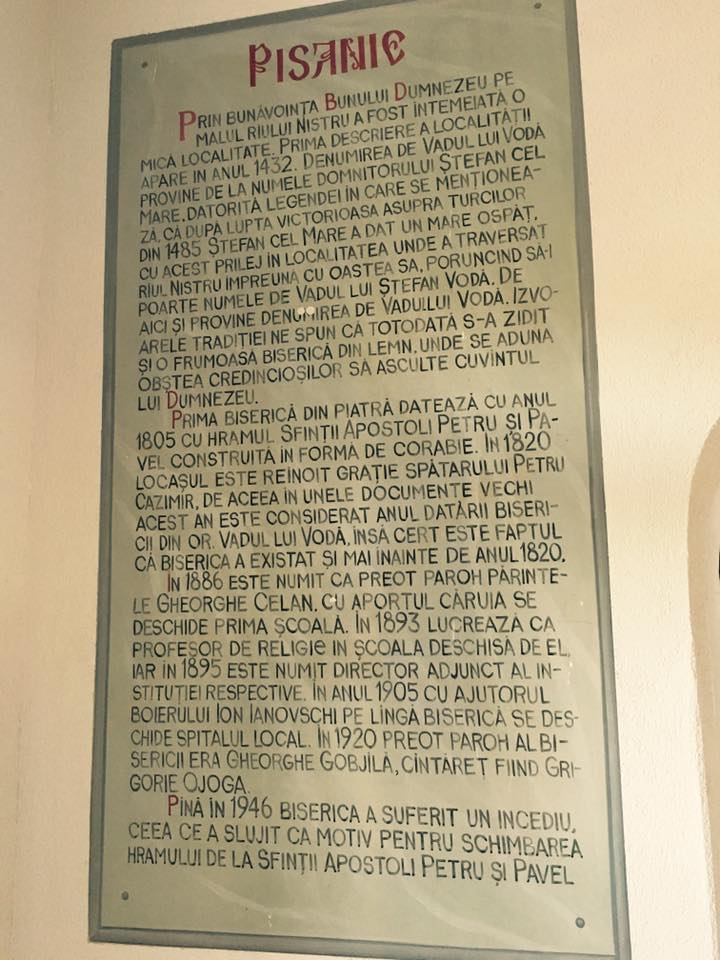 PISANIE
PRIN BUNĂVOINȚA BUNULUI DUMNEZEU PE
MALUL RÎULUI NISTRU A FOST ÎNTEMEIATĂ O
MICĂ LOCALITATE. PRIMA DESCRIERE A LOCALITĂȚII
APARE IN ANUL 1432. DENUMIREA DE VADUL LUI VODĂ
PROVINE DE LA NUMELE DOMNITORULUI ȘTEFAN CEL
MARE, DATORITĂ LEGENDEI ÎN CARE SE MENȚIONEA-
ZĂ, CĂ DUPĂ LUPTA VICTORIOASA ASUPRA TURCILOR
DIN 1485 ȘTEFAN CEL MARE A DAT UN MARE OSPĂȚ,
CU ACEST PRILEJ ÎN LOCALITATEA UNDE A TRAVERSAT
RÎUL NISTRU IMPREUNA CU OASTEA SA, PORUNCIND SĂ-I
POARTE NUMELE DE VADUL LUI ȘTEFAN VODĂ. DE
AICI ȘI PROVINE DENUMIREA DE VADULLUI VODĂ. IZVO-
ARELE TRADITIEI NE SPUN CĂ TOTODATĂ S-A ZIDIT
ȘI O FRUMOASA BISERICĂ DIN LEMN, UNDE SE ADUNA
OBȘTEA CREDINCIOȘILOR SĂ ASCULTE CUVÎNTUL
LUI DUMNEZEU.
PRIMA BISERICĂ DIN PIATRĂ DATEAZĂ CU ANUL
1805 CU HRAMUL SFINȚII APOSTOLI PETRU ȘI PA-
VEL CONSTRUITĂ ÎN FORMĂ DE CORABIE. ÎN 1820
LOCAȘUL ESTE REÎNOIT GRAȚIE SPĂTARULUI PETRU
CAZIMIR, DE ACEEA ÎN UNELE DOCUMENTE VECHI
ACEST AN ESTE CONSIDERAT ANUL DATĂRII BISERI-
CII DIN OR. VADUL LUI VODĂ, ÎNSĂ CERT ESTE FAPTUL
CĂ BISERICA A EXISTAT ȘI MAI ÎNAINTE DE ANUL 1820.
ÎN 1886 ESTE NUMIT CA PREOT PAROH PĂRINTE-
LE GHEORGHE CELAN, CU APORTUL CĂRUIA SE
DESCHIDE PRIMA ȘCOALĂ. ÎN 1893 LUCREAZĂ CA
PROFESOR DE RELIGIE ÎN ȘCOALA DESCHISĂ DE EL,
IAR ÎN 1895 ESTE NUMIT DIRECTOR ADJUNCT AL IN-
STITUȚIEI RESPECTIVE. ÎN ANUL 1905 CU AJUTORUL
BOIERULUI ION IANOVSCHI PE LÎNGĂ BISERICĂ SE DES-
CHIDE SPITALUL LOCAL. ÎN 1920 PREOT PAROH AL BI-
SERICII ERA GHEORGHE GOBJILĂ, CÎNTĂREȚ FIIND GRI-
GORIE OJOGA.
PÎNĂ ÎN 1946 BISERICA A SUFERIT UN INCEDIU,
CEEA CE A SLUJIT CA MOTIV PENTRU SCHIMBAREA
HRAMULUI DE LA SFINȚII APOSTOLI PETRU ȘI PAVEL